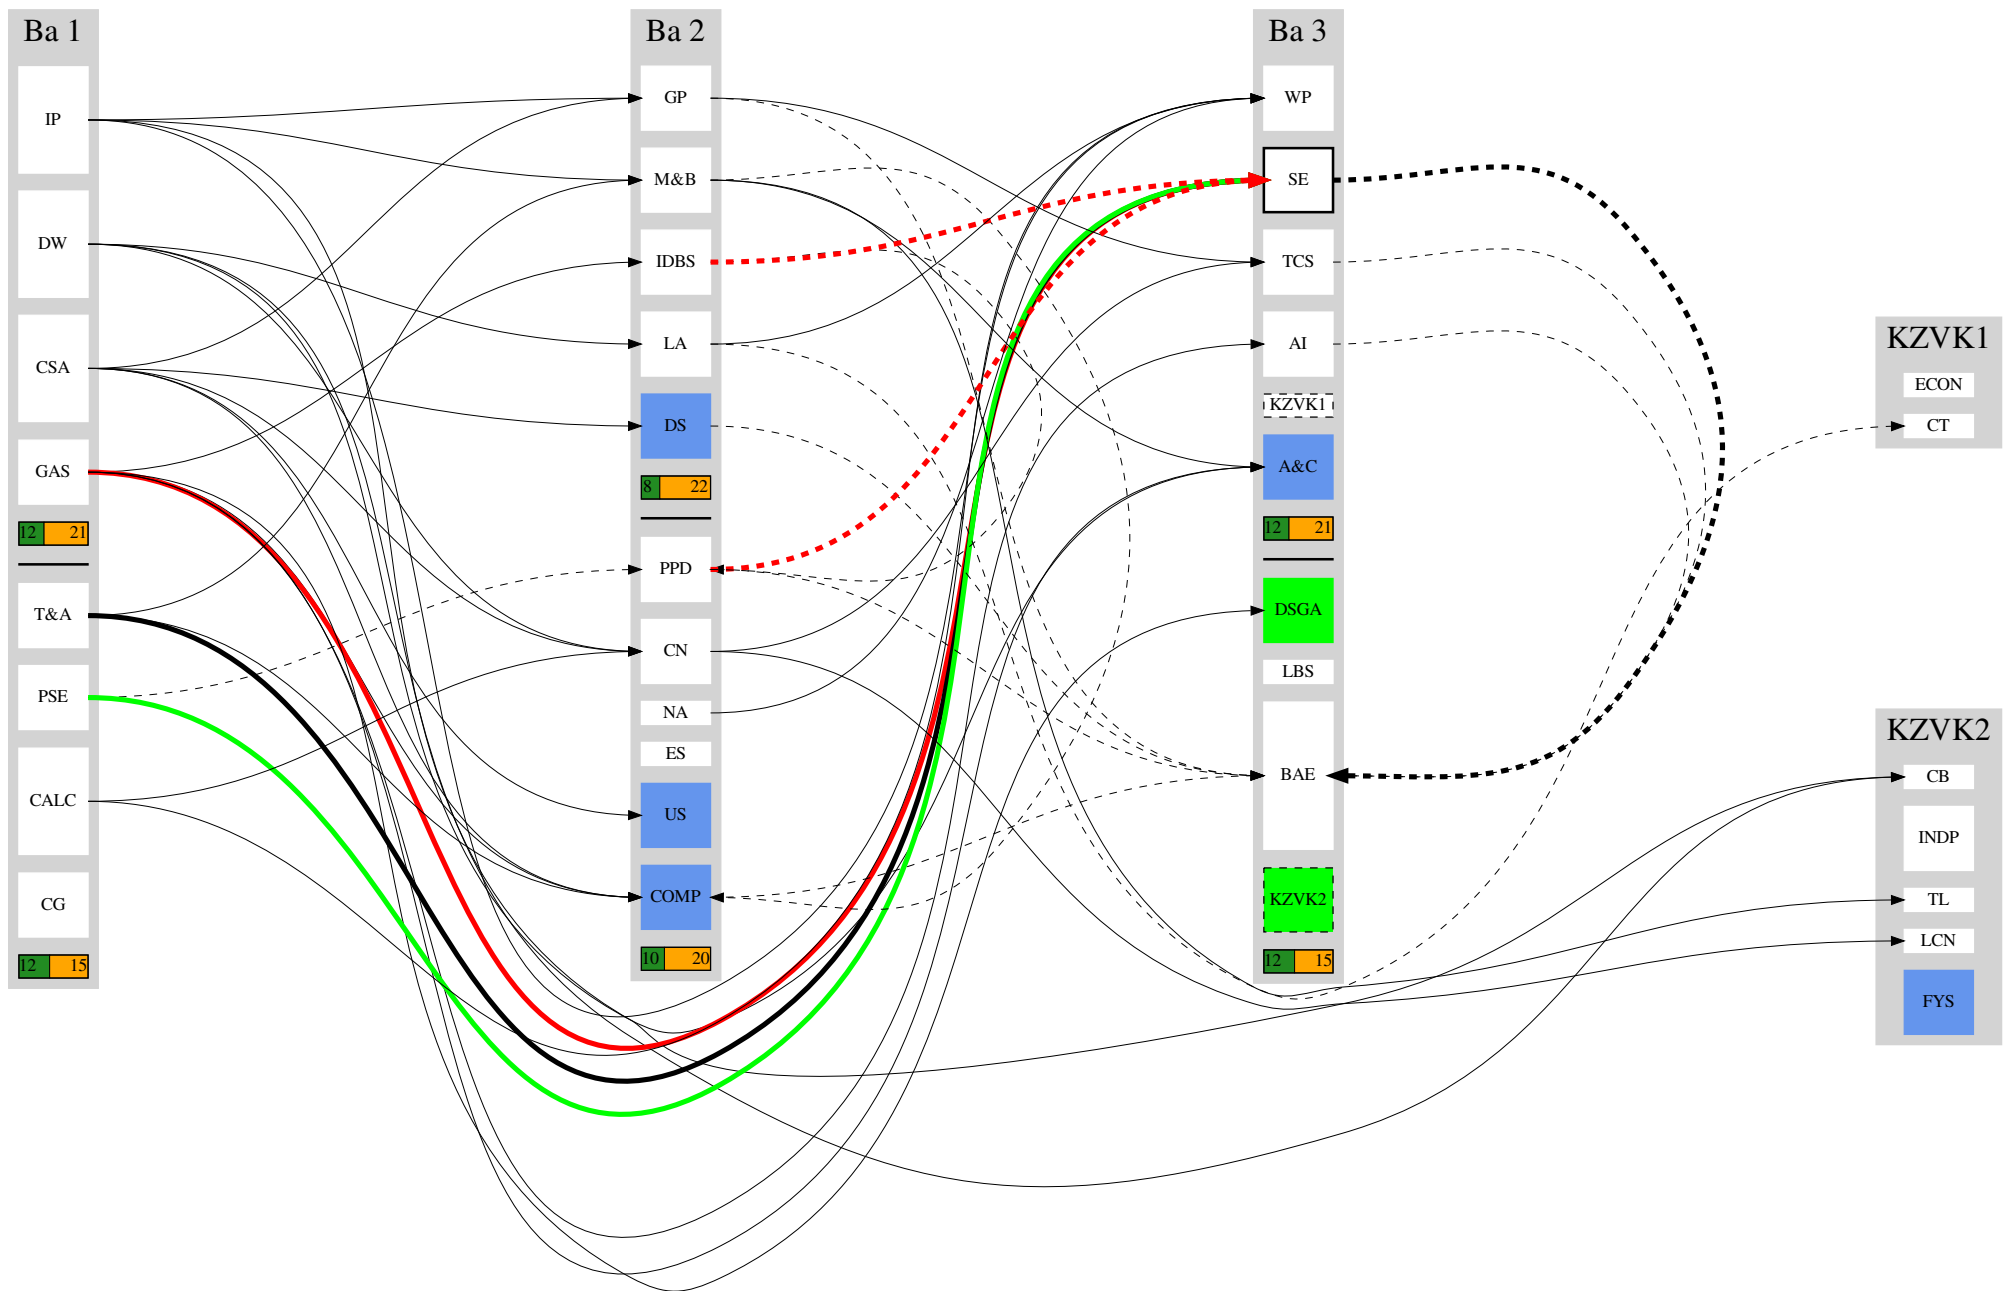 Ba 1
IP
DW
CSA
GAS
12 21
T&A
PSE
CALC
CG
12 15
Ba 2
GP
M&B
IDBS
LA
DS
8 22
PPD
CN
NA
ES
US
COMP
10 20
Ba 3
WP
SE
TCS
AI
KZVK1
A&C
12 21
DSGA
LBS
BAE
KZVK2
12 15
KZVK1
ECON
CT
KZVK2
CB
INDP
TL
LCN
FYS